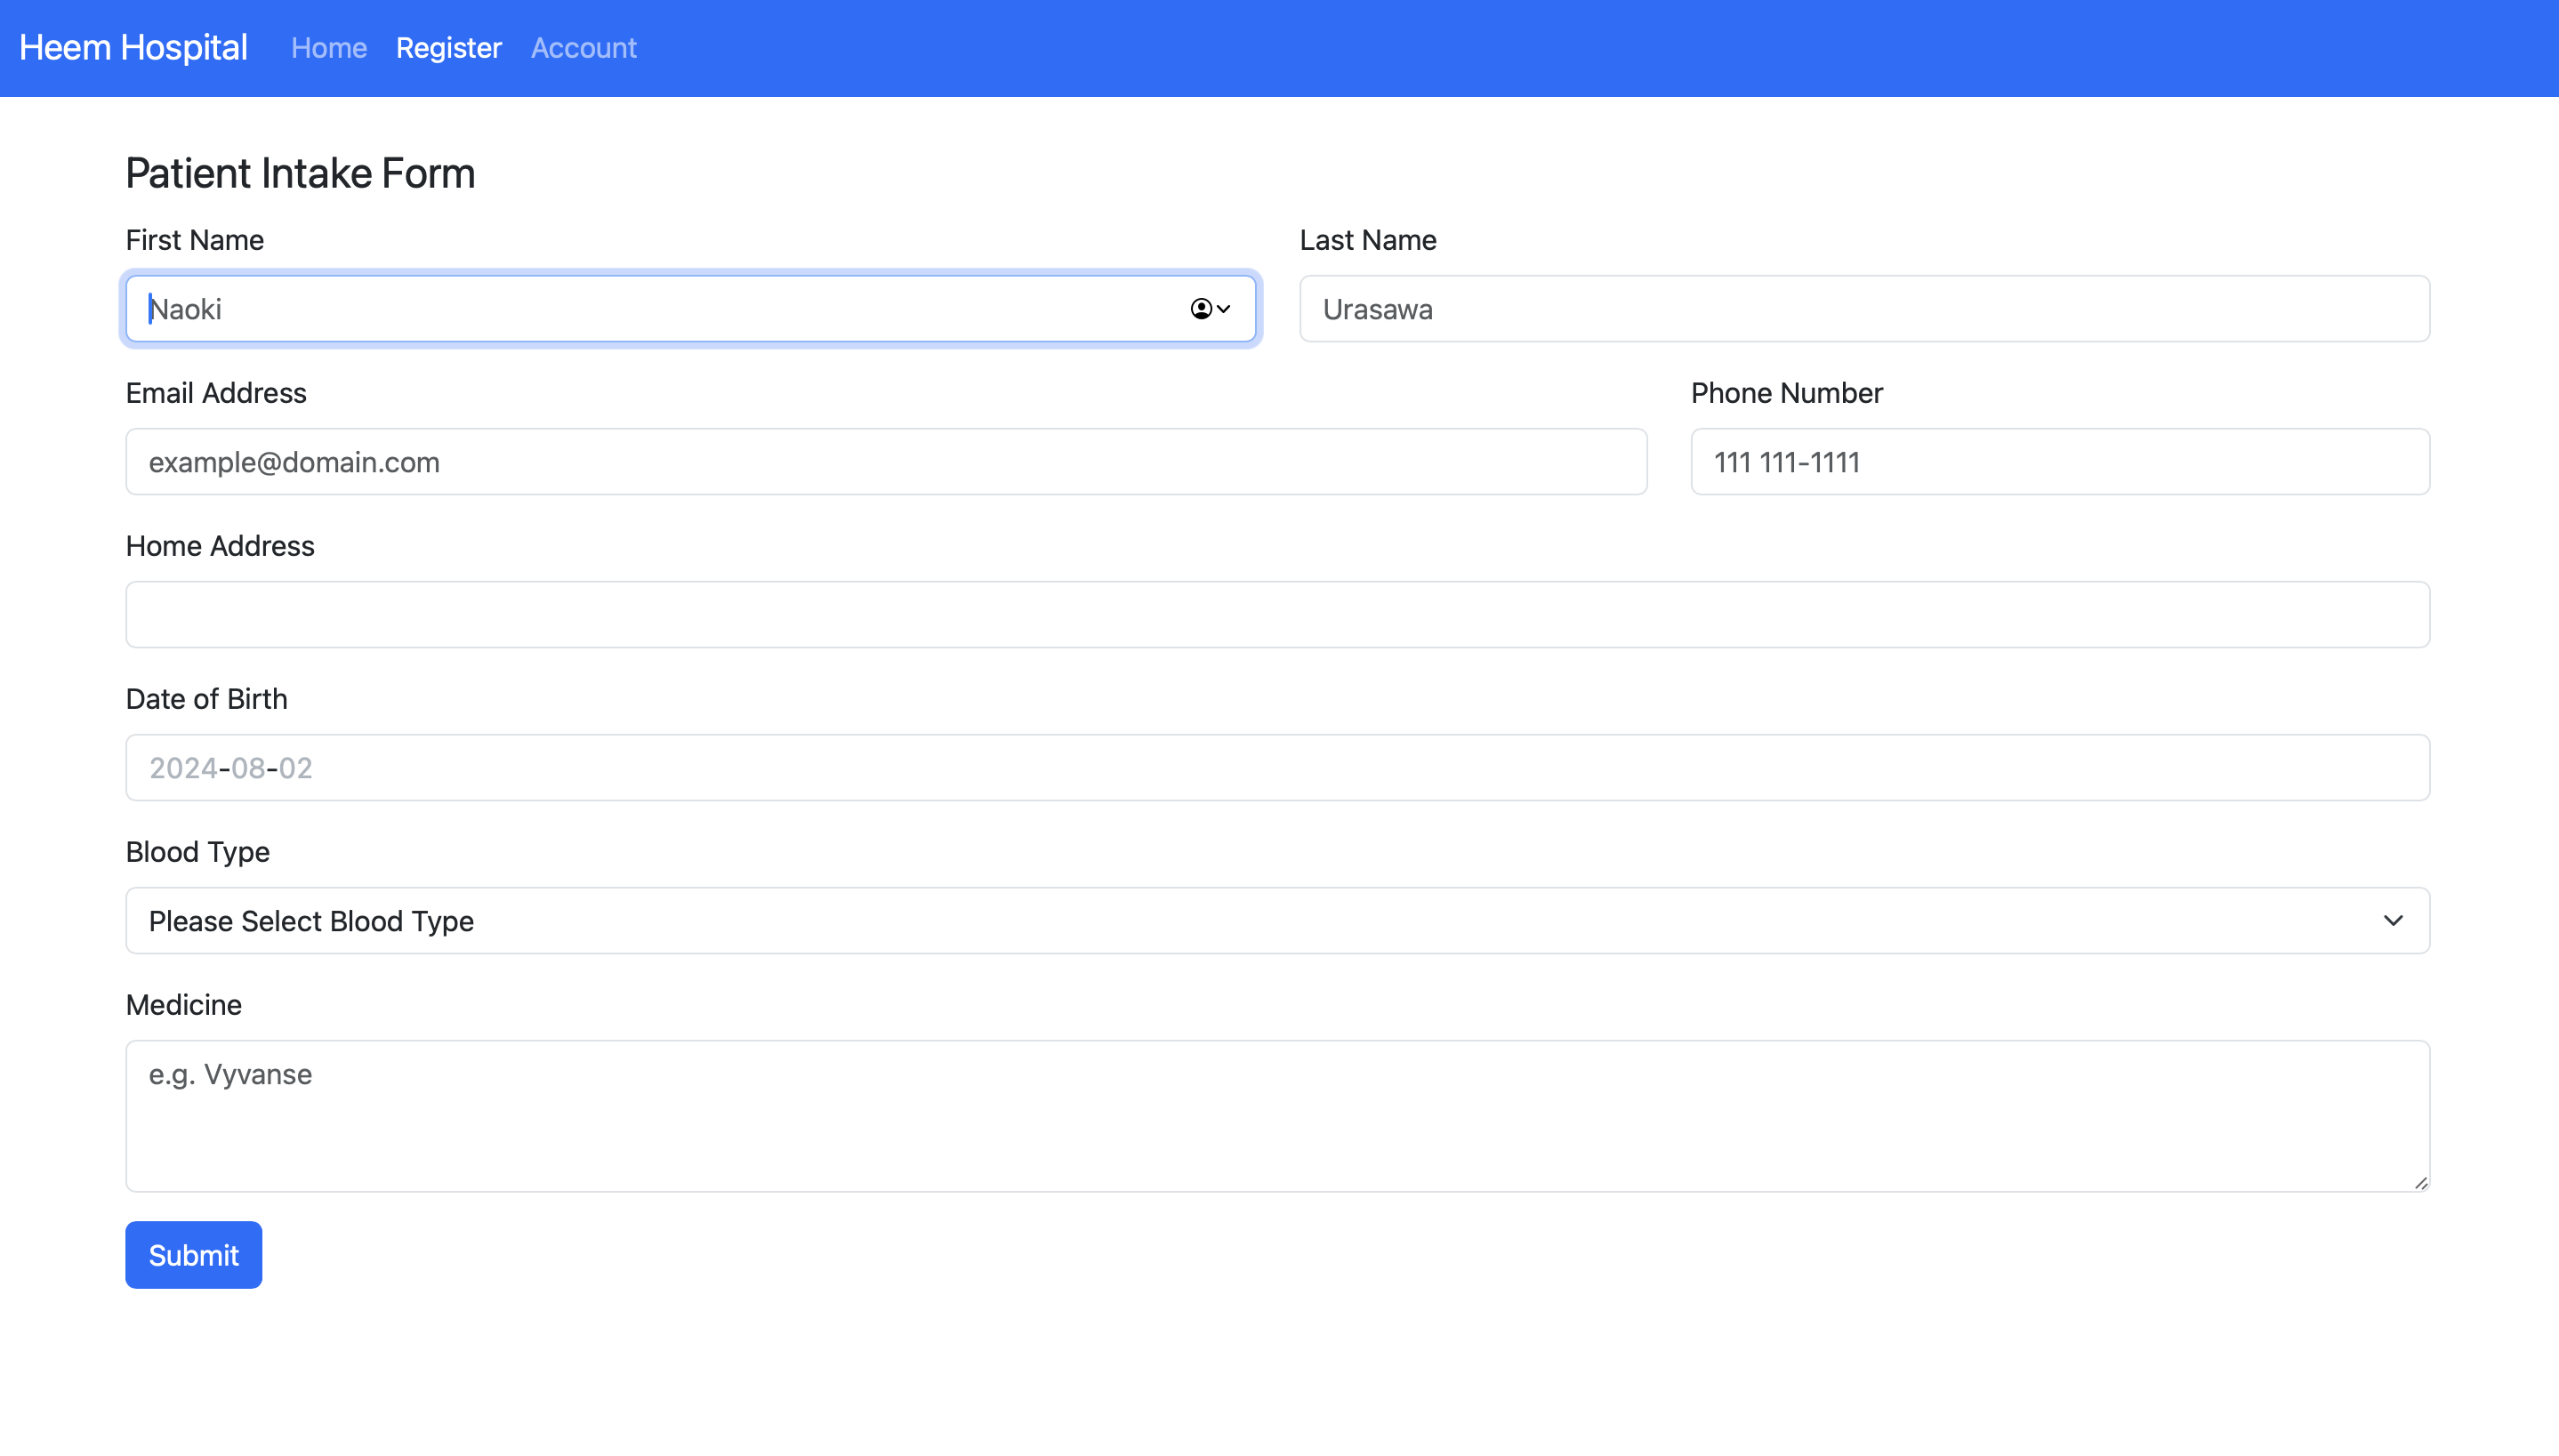 Heem Hospital Home Register Account
Patient Intake Form
First Name Last Name
Naoki Urasawa
Email Address Phone Number
example@domain.com 111 111-1111
Home Address
Date of Birth
2024-08-02
Blood Type
Please Select Blood Type
Medicine
e.g. Vyvanse
Submit